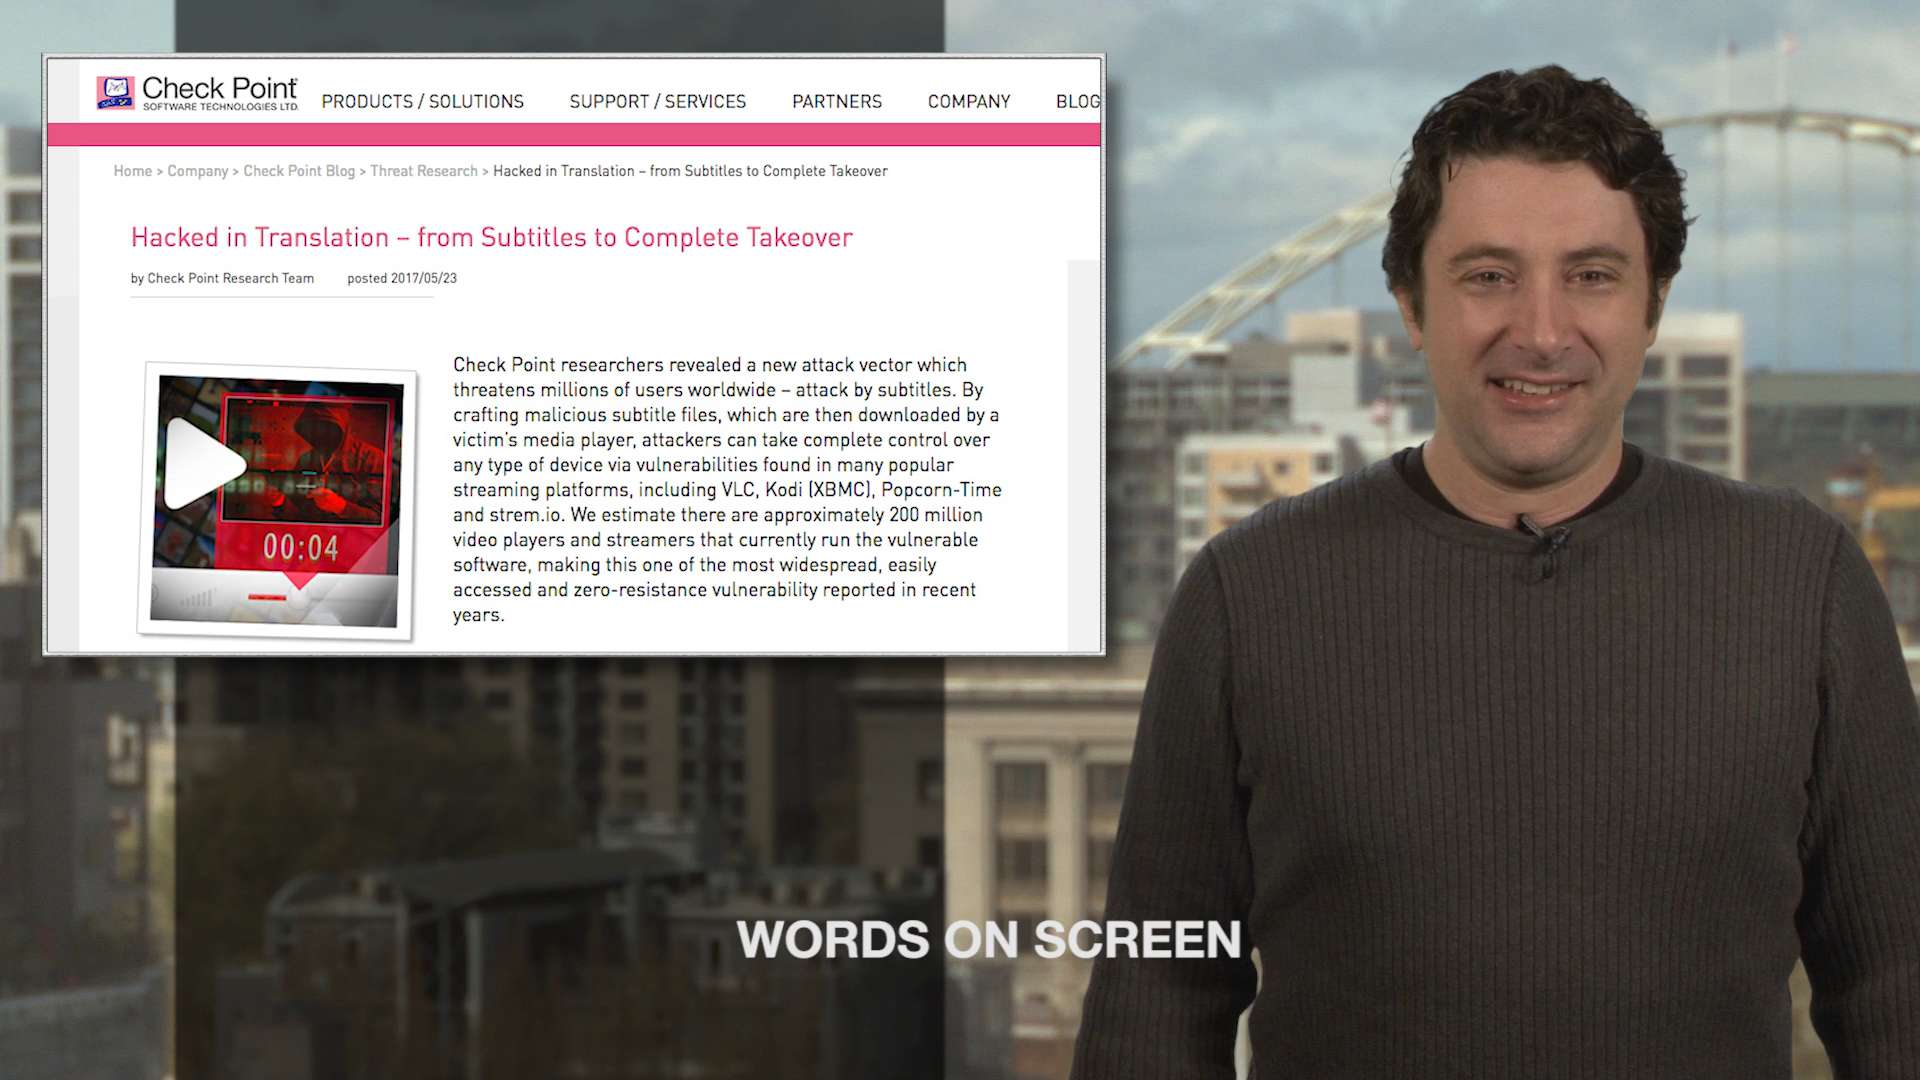 Check Point
SOFTWARE TECHNOLOGIES LTD.
PRODUCTS / SOLUTIONS SUPPORT / SERVICES PARTNERS COMPANY BLOG
Home > Company > Check Point Blog > Threat Research > Hacked in Translation – from Subtitles to Complete Takeover
Hacked in Translation – from Subtitles to Complete Takeover
by Check Point Research Team posted 2017/05/23
Check Point researchers revealed a new attack vector which
threatens millions of users worldwide – attack by subtitles. By
crafting malicious subtitle files, which are then downloaded by a
victim's media player, attackers can take complete control over
any type of device via vulnerabilities found in many popular
streaming platforms, including VLC, Kodi (XBMC), Popcorn-Time
and strem.io. We estimate there are approximately 200 million
video players and streamers that currently run the vulnerable
software, making this one of the most widespread, easily
accessed and zero-resistance vulnerability reported in recent
years.
00:04
WORDS ON SCREEN